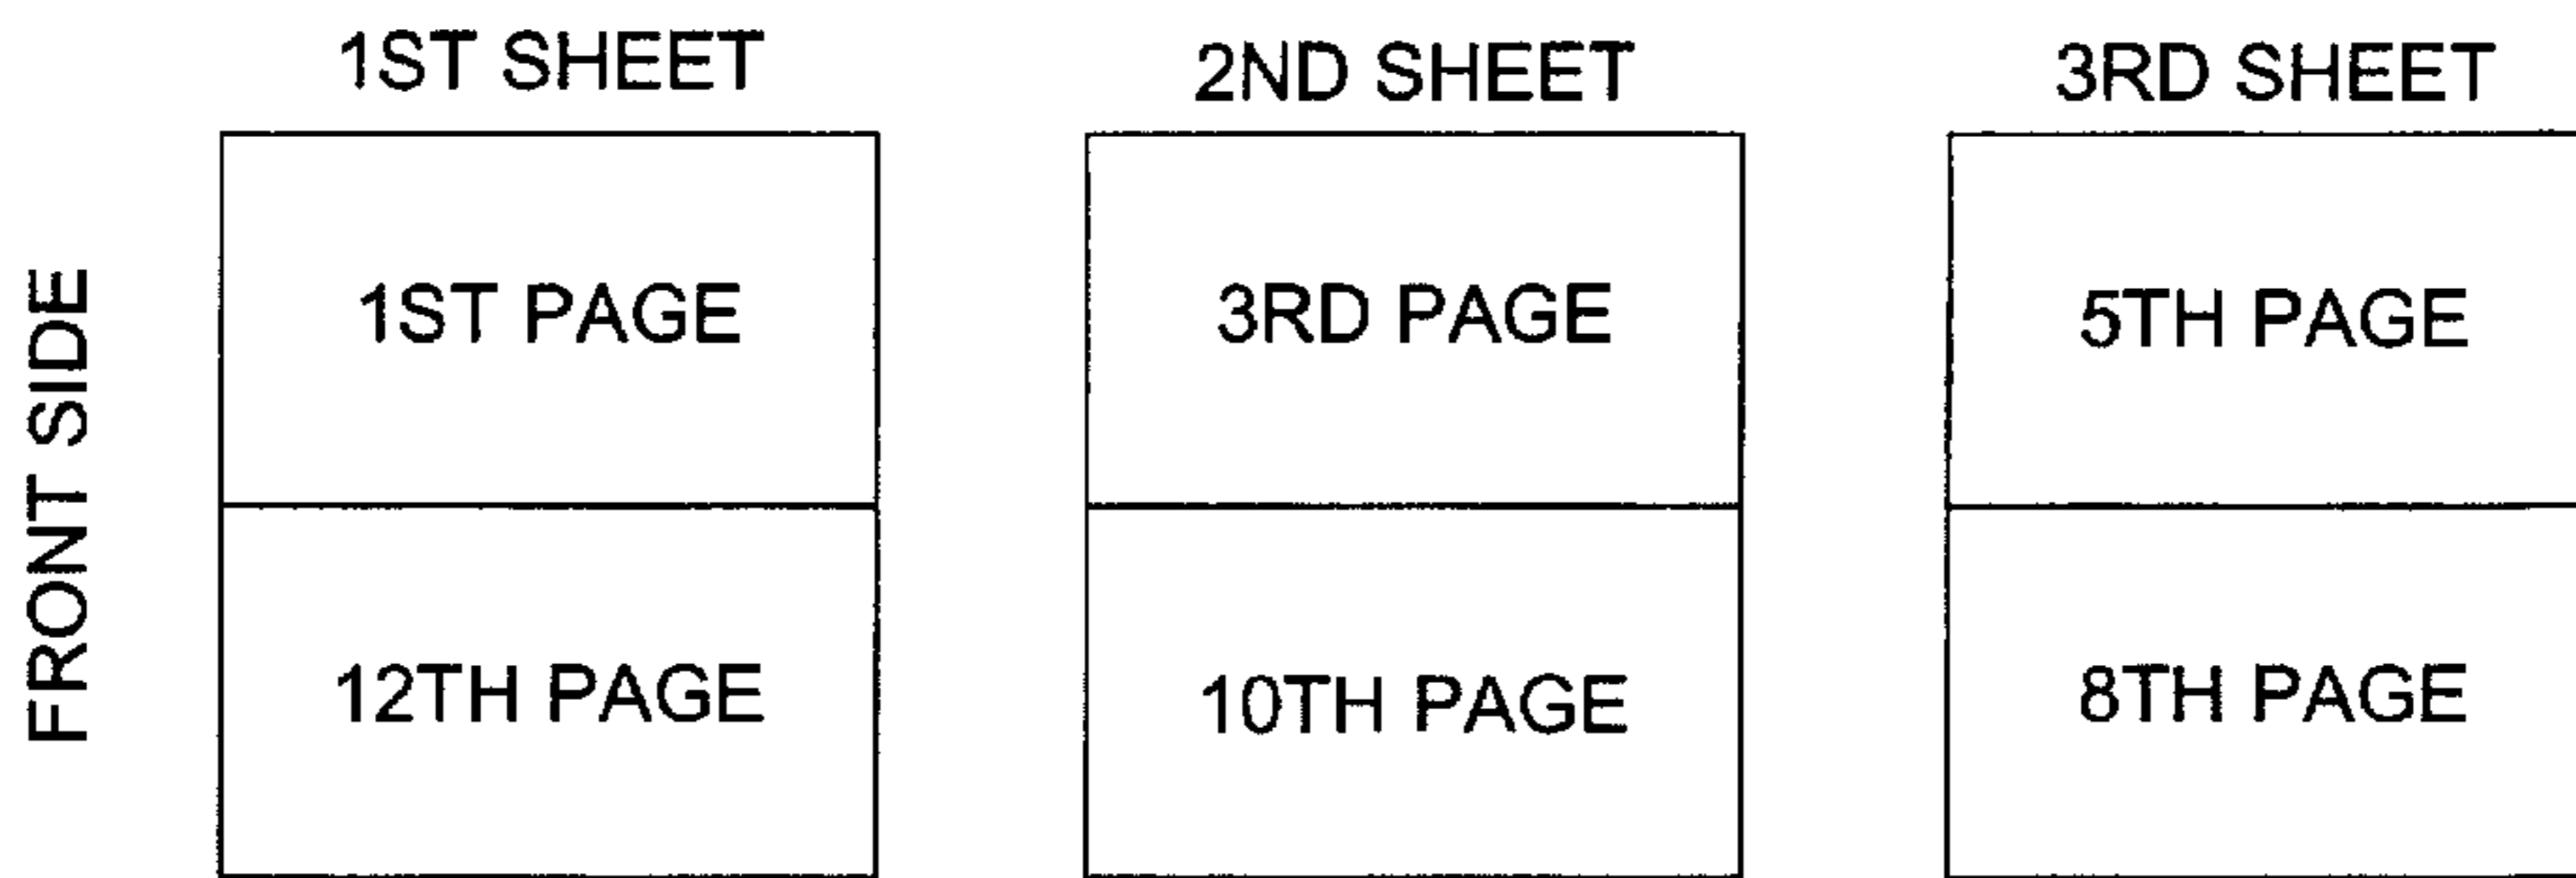 1ST SHEET
2ND SHEET
3RD SHEET
FRONT SIDE
1ST PAGE
3RD PAGE
5TH PAGE
12TH PAGE
10TH PAGE
8TH PAGE